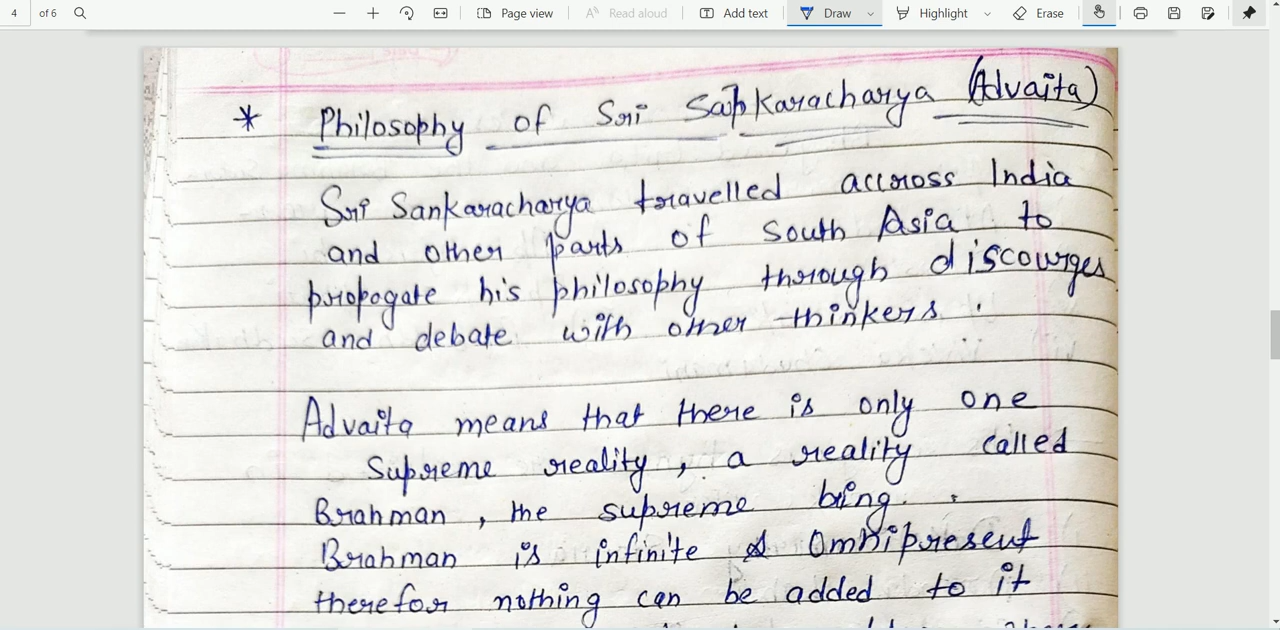 4 of 6 Page view Read aloud Add text Draw Highlight Erase
* Philosophy of Sri Sankaracharya (Advaita)
Sri Sankaracharya travelled accross India
and other parts of South Asia to
propogate his philosophy through discourges
and debate with other thinkers.
Advaita means that there is only one
Supreme reality, a reality called
Brahman, the supreme bing.
Brahman is infinite & Omnipresent
therefor nothing can be added to it